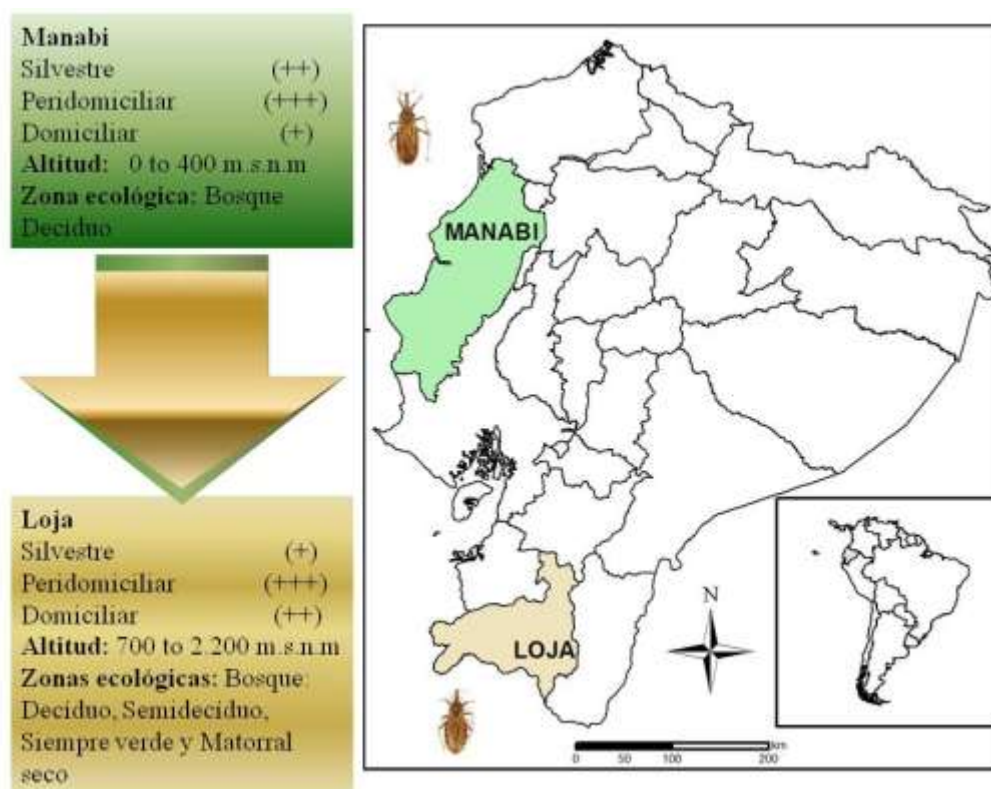 Manabi
Silvestre (++)
Peridomiciliar (+++)
Domiciliar (+)
Altitud: 0 to 400 m.s.n.m
Zona ecológica: Bosque
Deciduo
Loja
Silvestre (+)
Peridomiciliar (+++)
Domiciliar (++)
Altitud: 700 to 2.200 m.s.n.m
Zonas ecológicas: Bosque:
Deciduo, Semideciduo,
Siempre verde y Matorral
seco
MANABI
LOJA
N
km
0 50 100 200